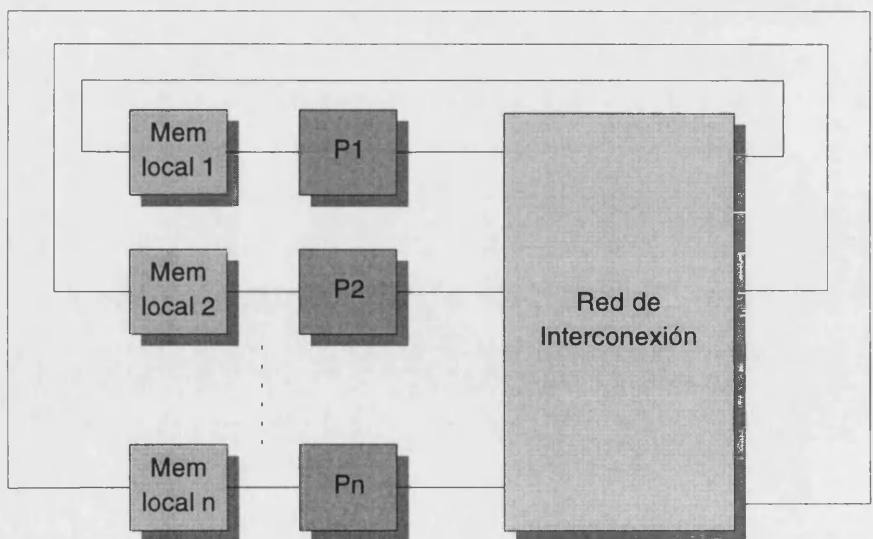 Mem
local 1
P1
Mem
local 2
P2
Red de
Interconexión
Mem
local n
Pn